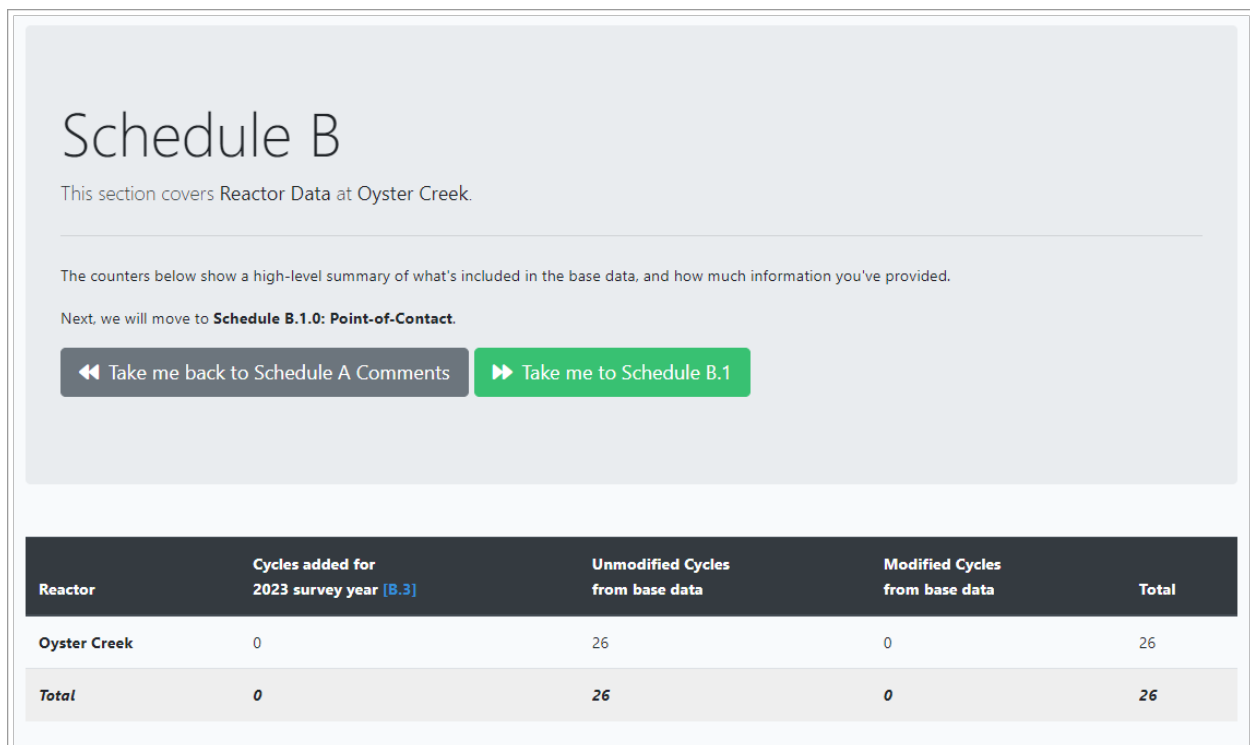 Schedule B
This section covers Reactor Data at Oyster Creek.
The counters below show a high-level summary of what's included in the base data, and how much information you've provided.
Next, we will move to Schedule B.1.0: Point-of-Contact.
Take me back to Schedule A Comments
Take me to Schedule B.1
Reactor Cycles added for 2023 survey year [B.3] Unmodified Cycles from base data Modified Cycles from base data Total
Oyster Creek 0 26 0 26
Total 0 26 0 26